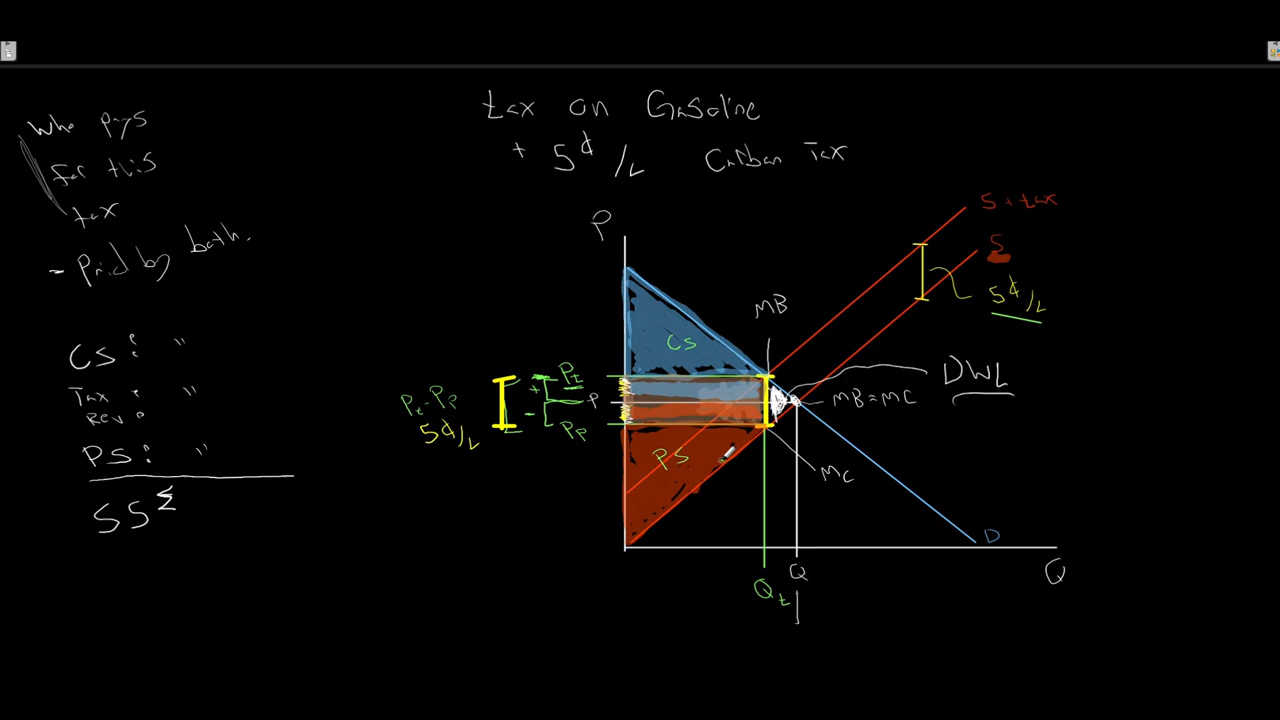 tax on Gasoline
+ 5¢/L Carbon Tax
Who pays
for this
tax
- Paid by both.
CS: "
Tax Rev: "
PS: "
SS Σ
P
S + tax
S
5¢/L
MB
CS
DWL
Pt
+
Pt - Pp
P
MB = MC
-
5¢/L
Pp
PS
MC
D
Q
Q
Qt